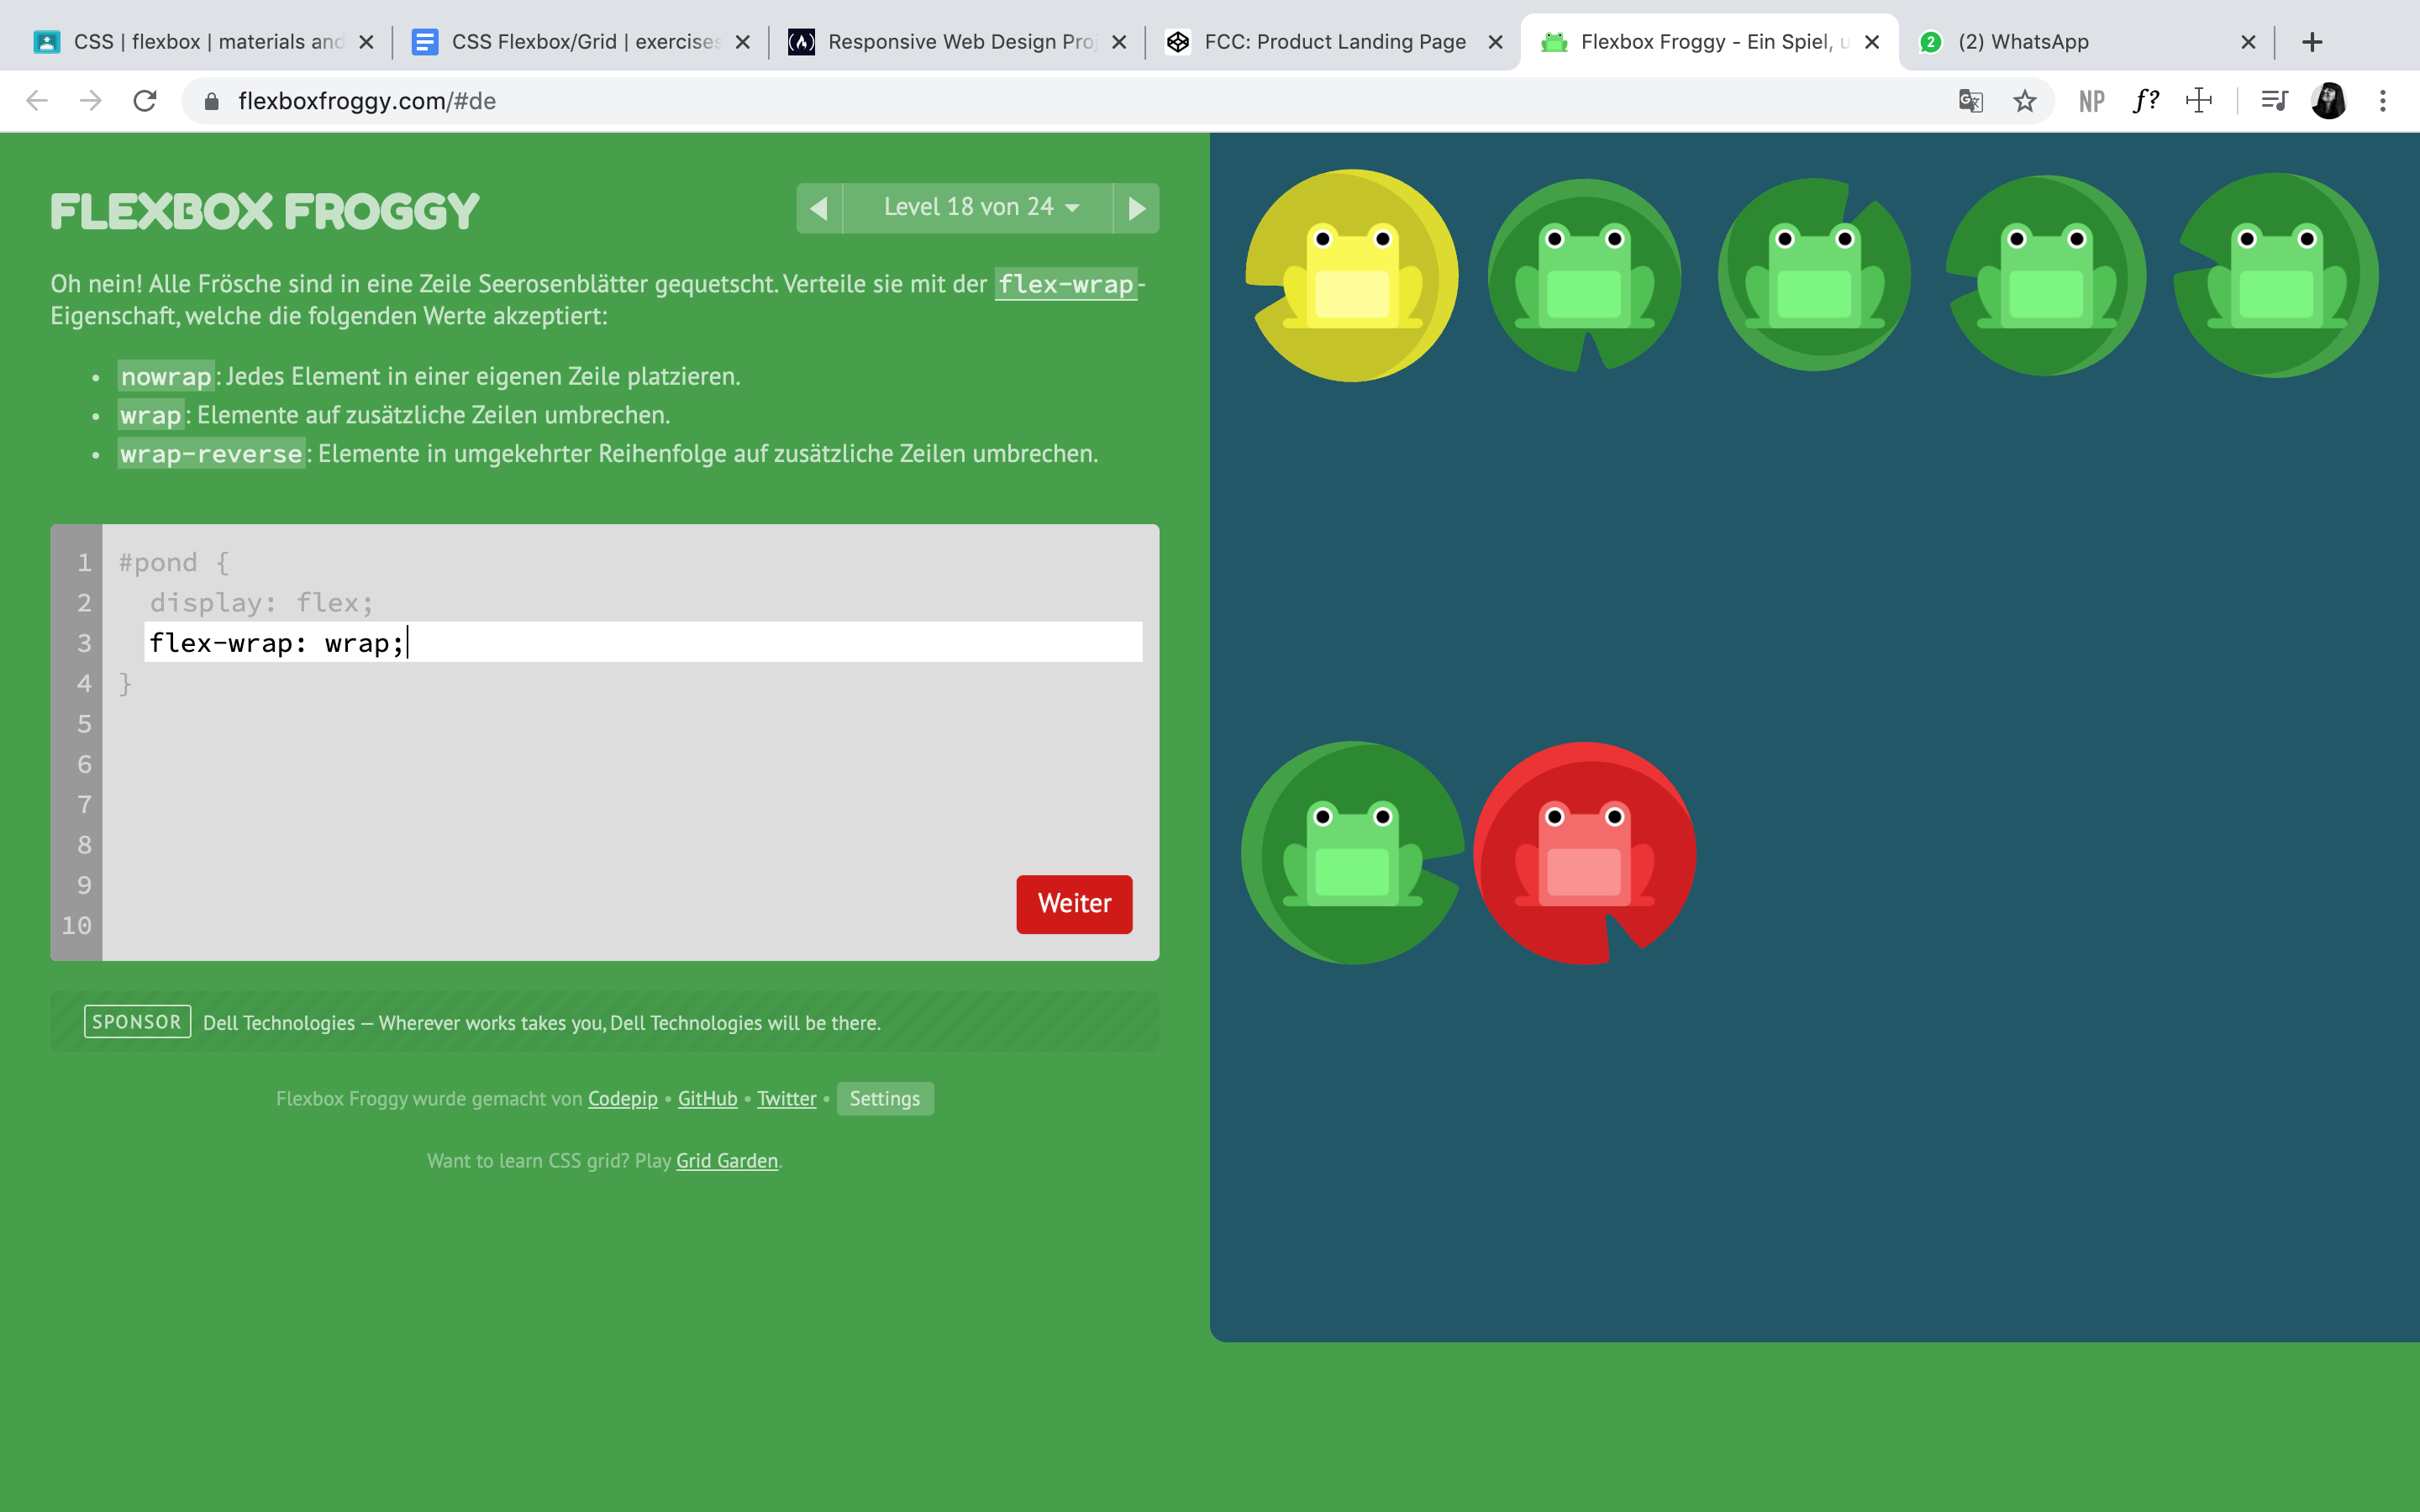 CSS | flexbox | materials and
CSS Flexbox/Grid | exercises
Responsive Web Design Proj
FCC: Product Landing Page
Flexbox Froggy - Ein Spiel, u
2
(2) WhatsApp
flexboxfroggy.com/#de
NP
f?
FLEXBOX FROGGY
Level 18 von 24
Oh nein! Alle Frösche sind in eine Zeile Seerosenblätter gequetscht. Verteile sie mit der flex-wrap-
Eigenschaft, welche die folgenden Werte akzeptiert:
• nowrap: Jedes Element in einer eigenen Zeile platzieren.
• wrap: Elemente auf zusätzliche Zeilen umbrechen.
• wrap-reverse: Elemente in umgekehrter Reihenfolge auf zusätzliche Zeilen umbrechen.
1 #pond {
2 display: flex;
3 flex-wrap: wrap;
4 }
5
6
7
8
9
10
Weiter
SPONSOR Dell Technologies — Wherever works takes you, Dell Technologies will be there.
Flexbox Froggy wurde gemacht von Codepip • GitHub • Twitter • Settings
Want to learn CSS grid? Play Grid Garden.